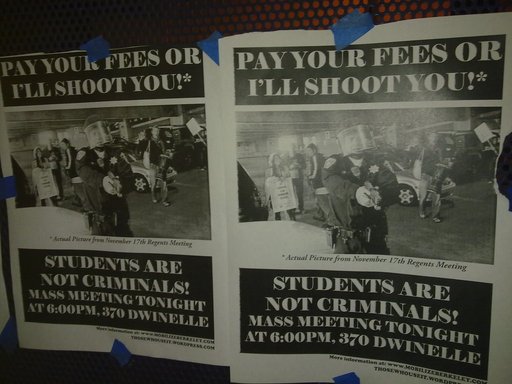 PAY YOUR FEES OR
I'LL SHOOT YOU!*
*Actual Picture from November 17th Regents Meeting
STUDENTS ARE
NOT CRIMINALS!
MASS MEETING TONIGHT
AT 6:00PM, 370 DWINELLE
More information at: WWW.MOBILIZEBERKELEY.COM
THOSEWHOUSEIT.WORDPRESS.COM
PAY YOUR FEES OR
I'LL SHOOT YOU!*
*Actual Picture from November 17th Regents Meeting
STUDENTS ARE
NOT CRIMINALS!
MASS MEETING TONIGHT
AT 6:00PM, 370 DWINELLE
More information at: WWW.MOBILIZEBERKELEY.COM
THOSEWHOUSEIT.WORDPRESS.COM